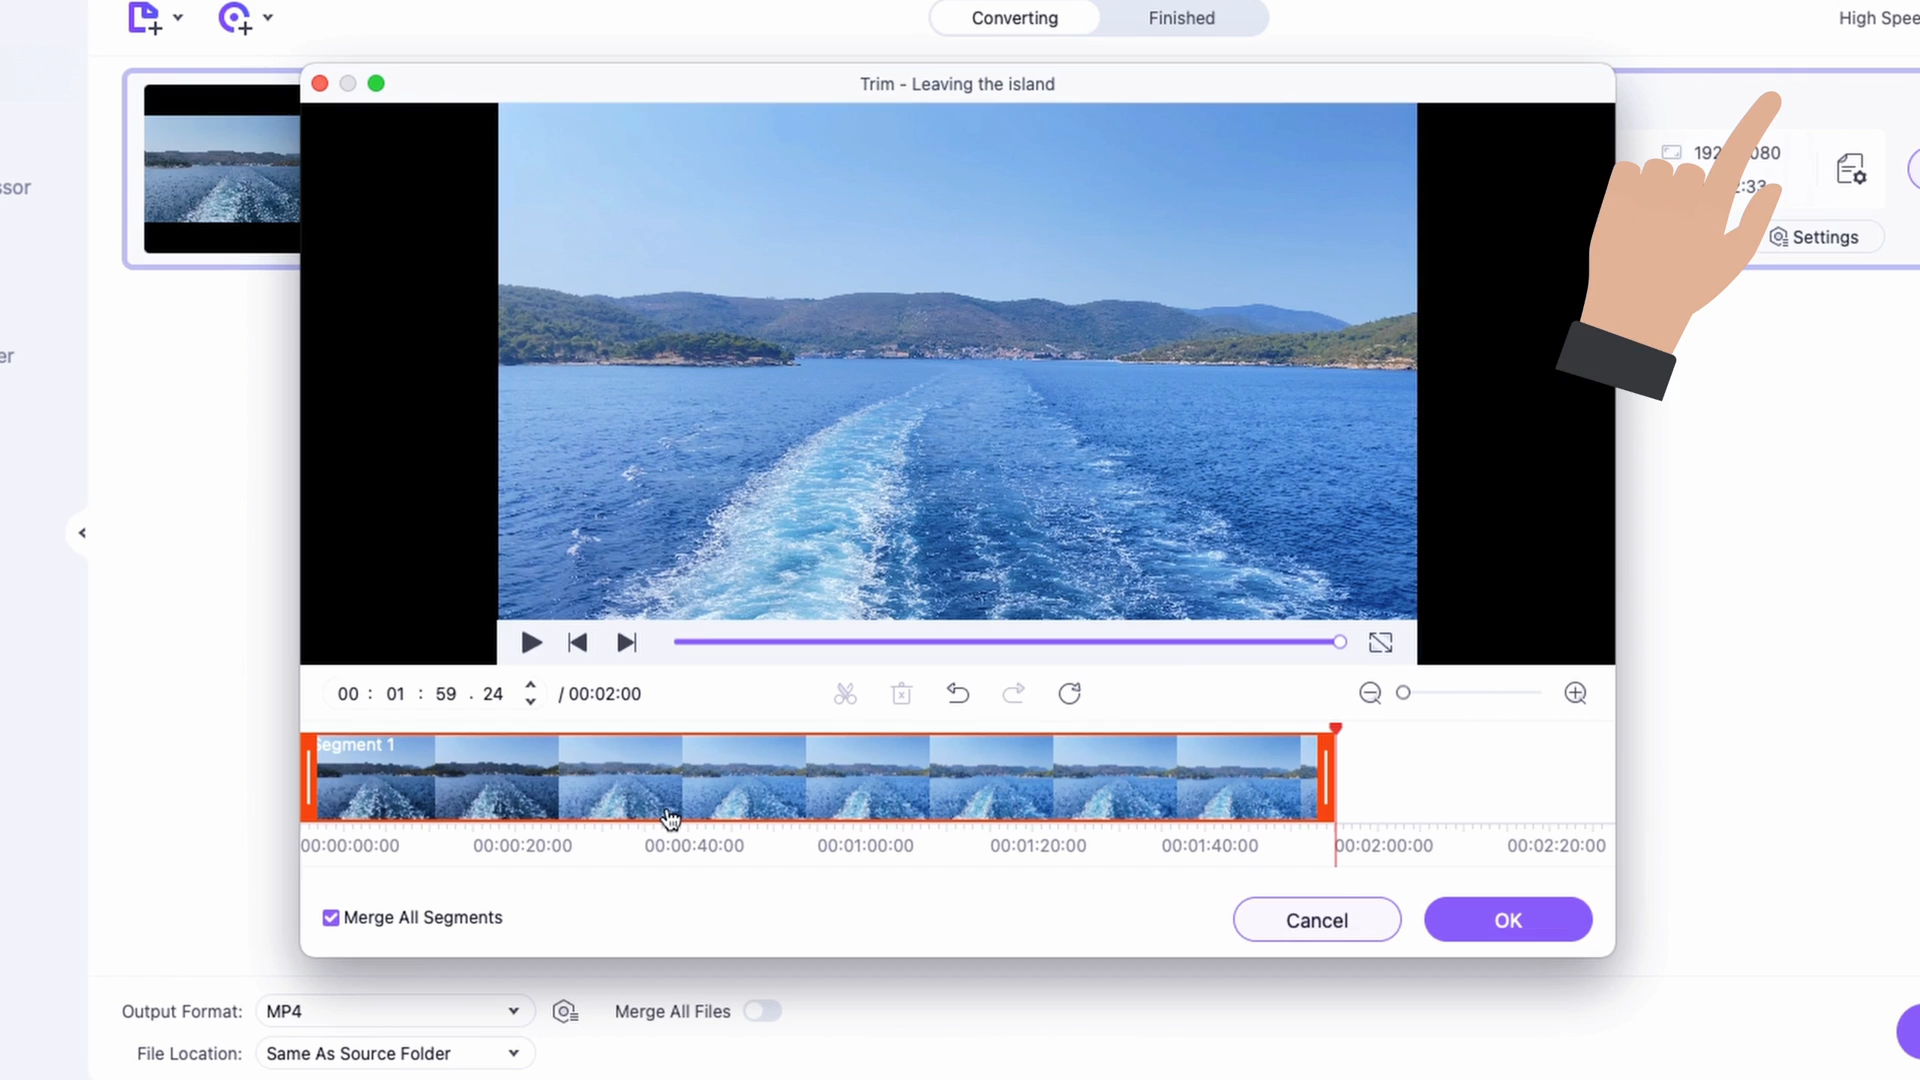 Converting
Finished
High Spee
Trim - Leaving the island
ssor
192
080
2:33
Settings
er
00 : 01 : 59 . 24
/ 00:02:00
Segment 1
00:00:00:00
00:00:20:00
00:00:40:00
00:01:00:00
00:01:20:00
00:01:40:00
00:02:00:00
00:02:20:00
Merge All Segments
Cancel
OK
Output Format:
MP4
Merge All Files
File Location:
Same As Source Folder